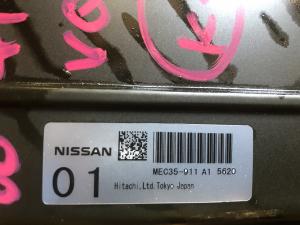 NISSAN
MEC35-911 A1 5620
01
Hitachi,Ltd.Tokyo Japan